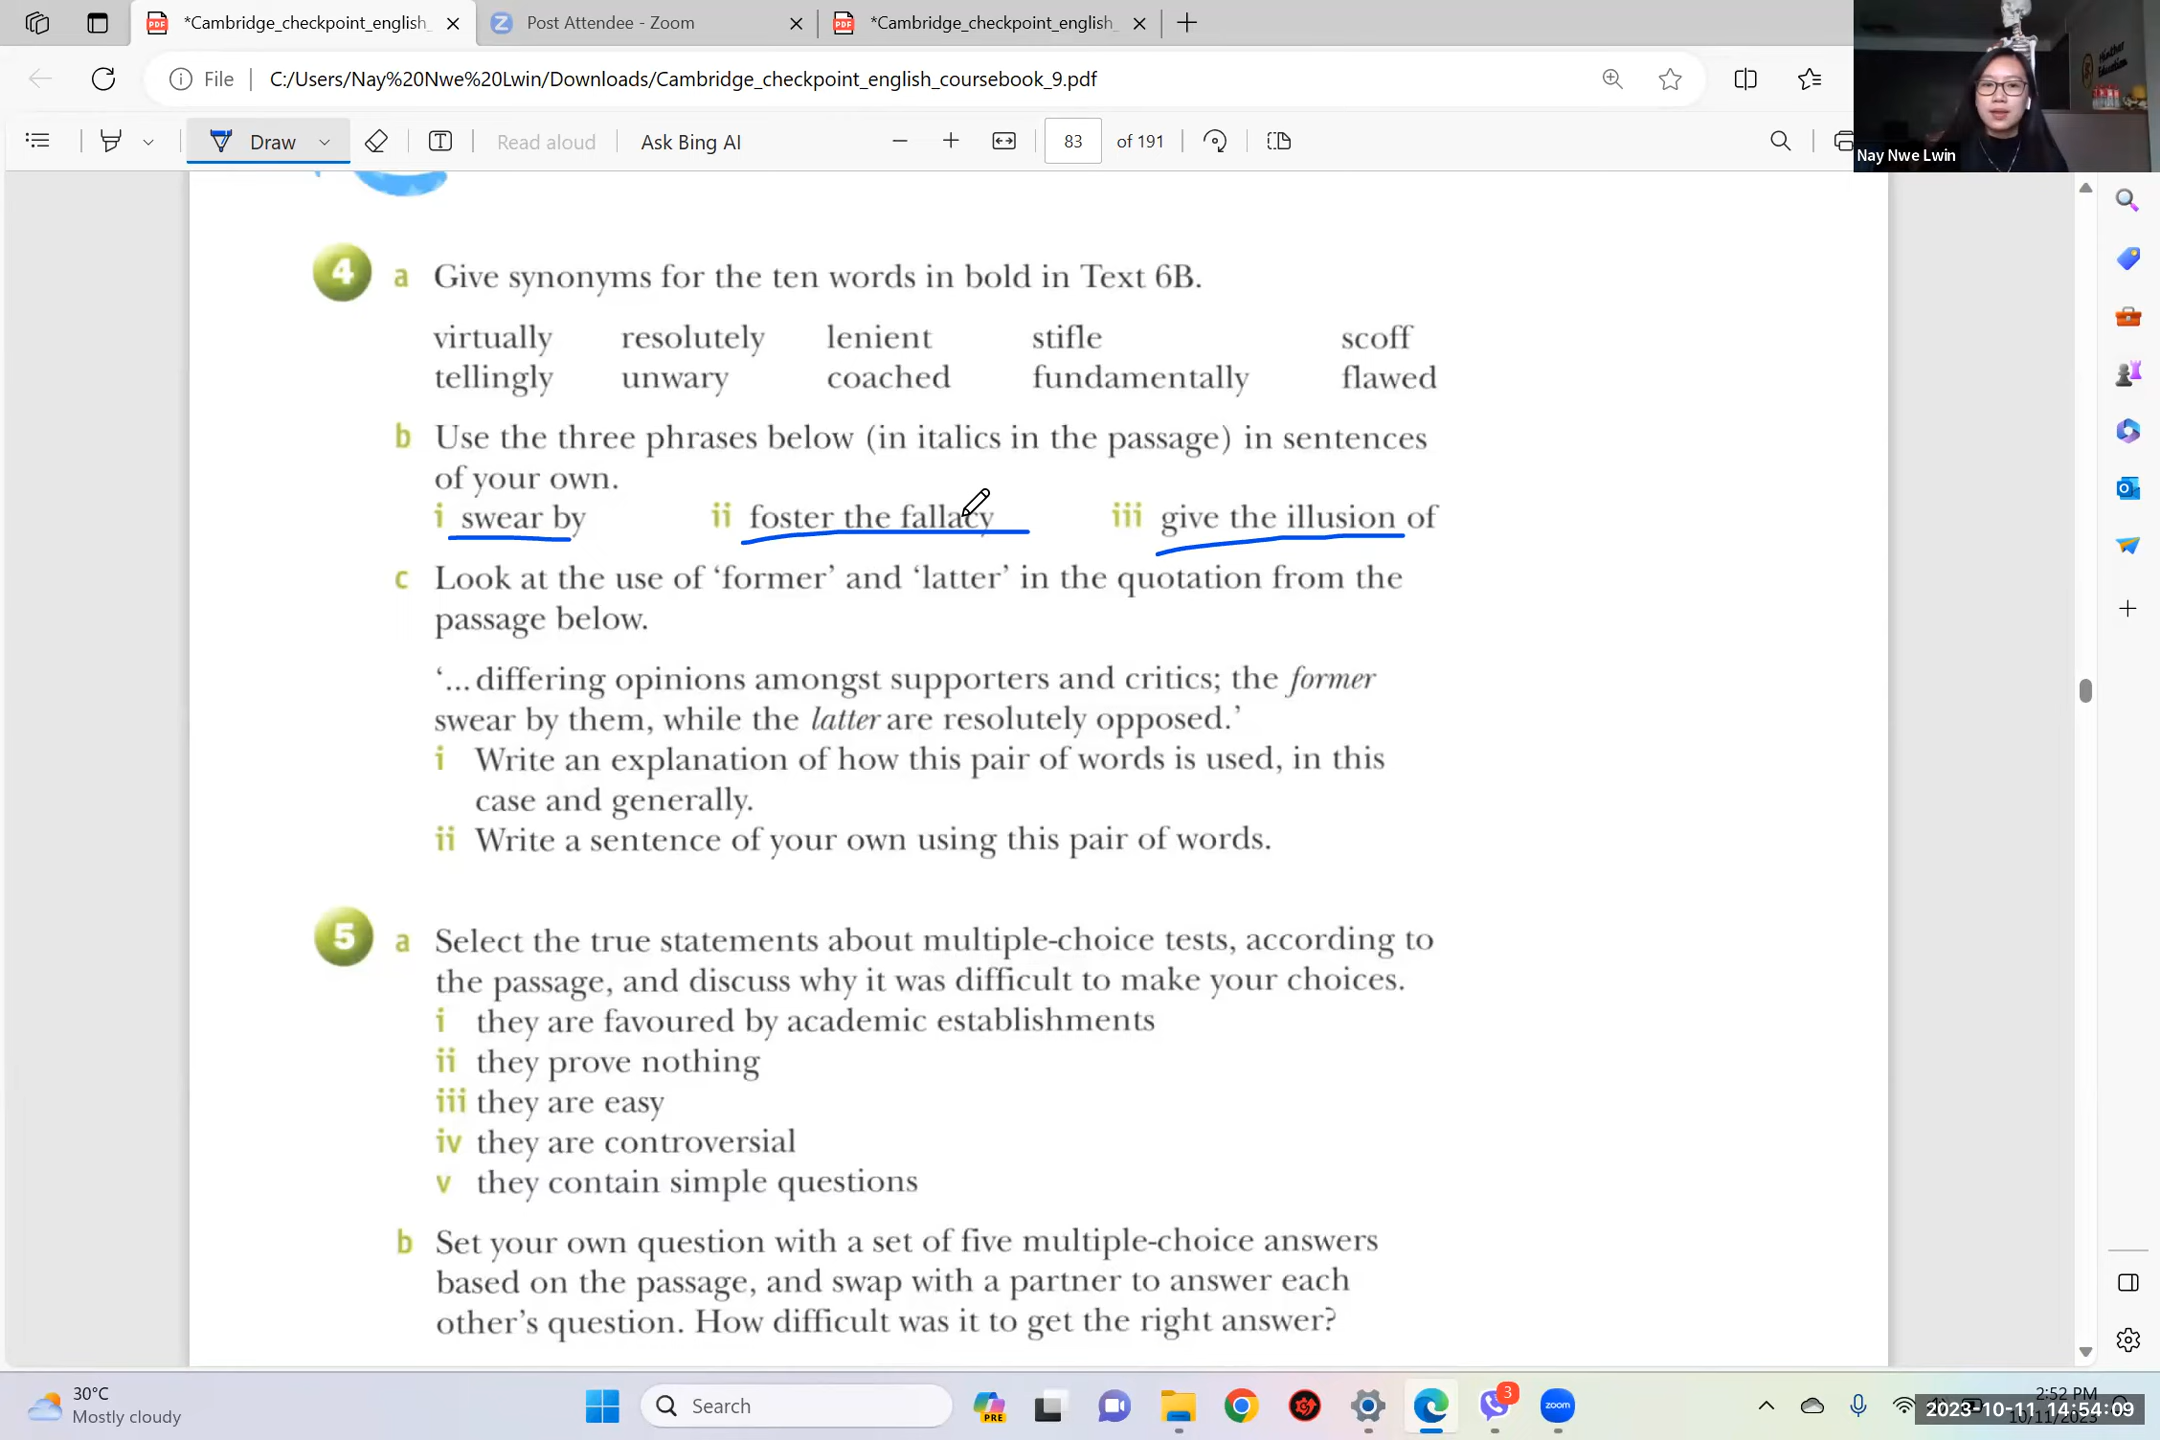 *Cambridge_checkpoint_english_
Post Attendee - Zoom
*Cambridge_checkpoint_english_
File
C:/Users/Nay%20Nwe%20Lwin/Downloads/Cambridge_checkpoint_english_coursebook_9.pdf
Draw
Read aloud
Ask Bing AI
83
of 191
Nay Nwe Lwin
4 a Give synonyms for the ten words in bold in Text 6B.
virtually resolutely lenient stifle scoff
tellingly unwary coached fundamentally flawed
b Use the three phrases below (in italics in the passage) in sentences
of your own.
i swear by ii foster the fallacy iii give the illusion of
c Look at the use of ‘former’ and ‘latter’ in the quotation from the
passage below.
‘... differing opinions amongst supporters and critics; the former
swear by them, while the latter are resolutely opposed.’
i Write an explanation of how this pair of words is used, in this
case and generally.
ii Write a sentence of your own using this pair of words.
5 a Select the true statements about multiple-choice tests, according to
the passage, and discuss why it was difficult to make your choices.
i they are favoured by academic establishments
ii they prove nothing
iii they are easy
iv they are controversial
v they contain simple questions
b Set your own question with a set of five multiple-choice answers
based on the passage, and swap with a partner to answer each
other’s question. How difficult was it to get the right answer?
30°C
Mostly cloudy
Search
PRE
3
zoom
2:52 PM
2023-10-11 14:54:09
10/11/2023